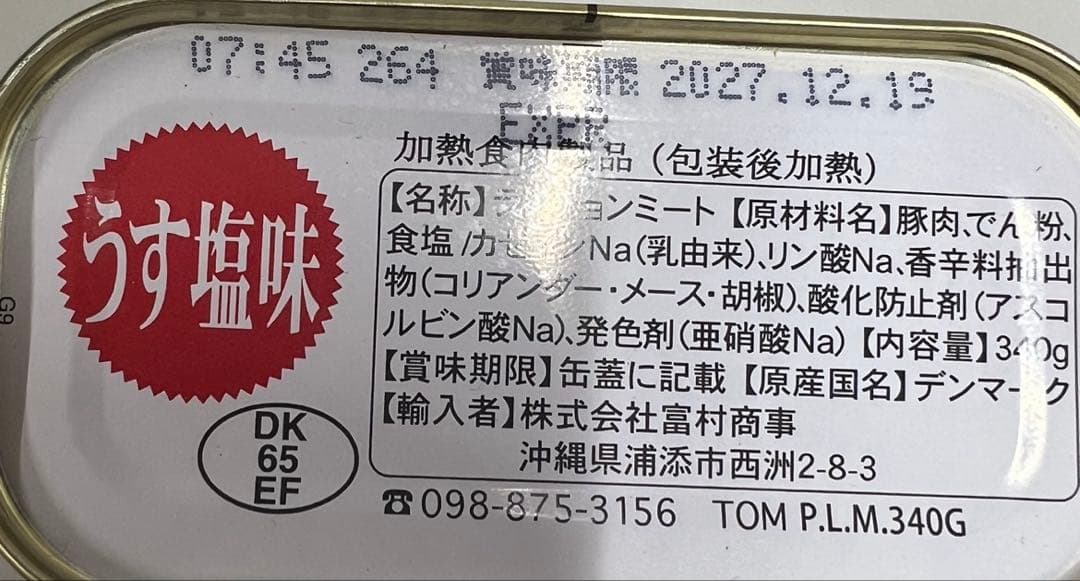 07:45 264 賞味期限 2027.12.19
EXPR
加熱食肉製品（包装後加熱）
【名称】ランチョンミート【原材料名】豚肉、でん粉、
食塩/カゼインNa（乳由来）、リン酸Na、香辛料抽出
物（コリアンダー・メース・胡椒）、酸化防止剤（アスコ
ルビン酸Na）、発色剤（亜硝酸Na）【内容量】340g
【賞味期限】缶蓋に記載【原産国名】デンマーク
【輸入者】株式会社富村商事
沖縄県浦添市西洲2-8-3
☎098-875-3156 TOM P.L.M.340G
うす塩味
DK
65
EF
G9